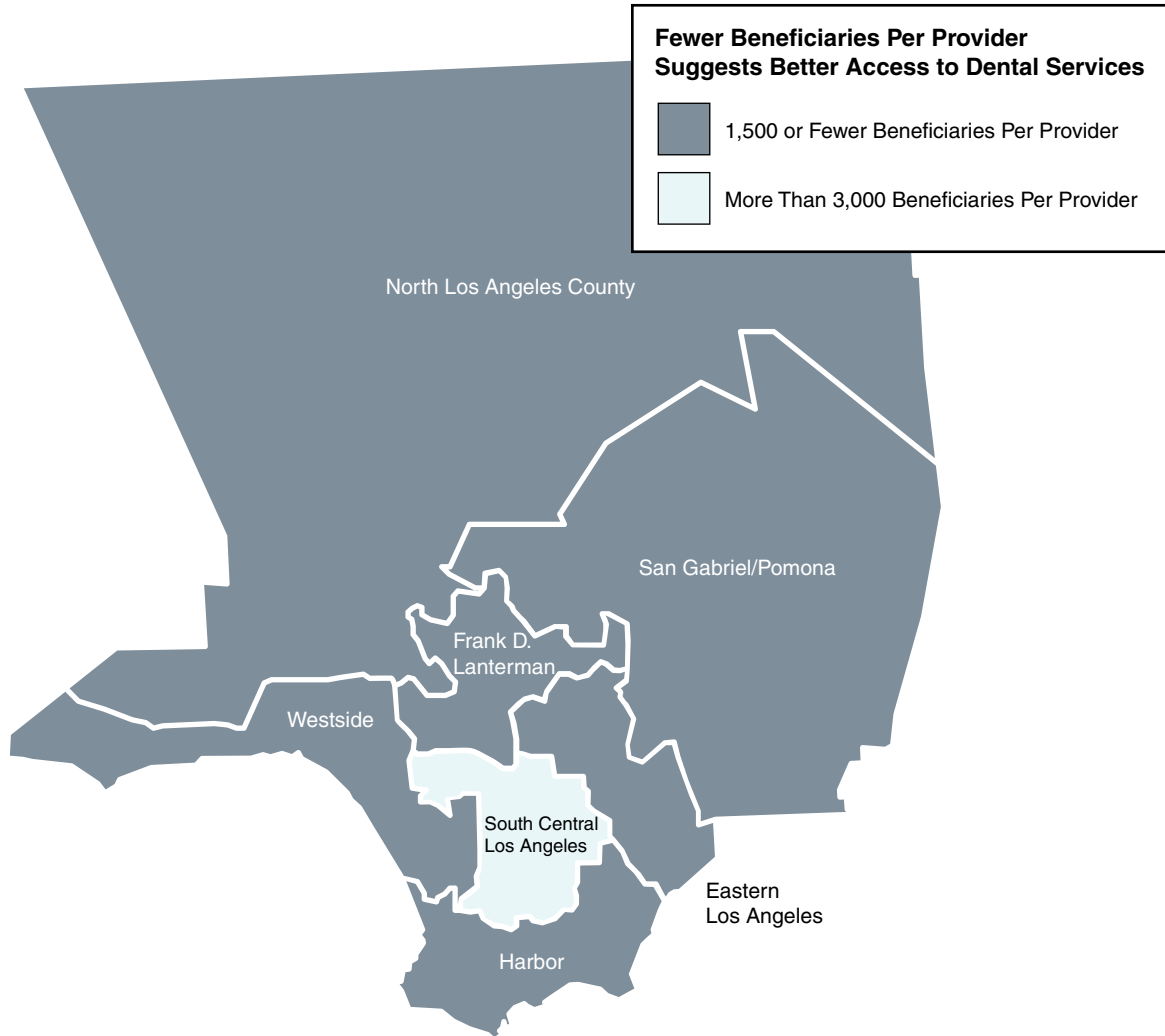 Fewer Beneficiaries Per Provider
Suggests Better Access to Dental Services
1,500 or Fewer Beneficiaries Per Provider
More Than 3,000 Beneficiaries Per Provider
North Los Angeles County
San Gabriel/Pomona
Frank D.
Lanterman
Westside
South Central
Los Angeles
Eastern
Los Angeles
Harbor